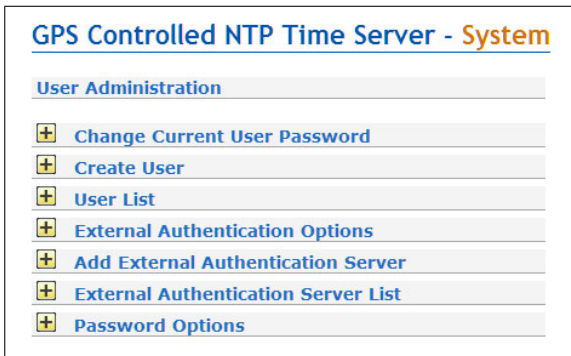 GPS Controlled NTP Time Server - System
User Administration
Change Current User Password
Create User
User List
External Authentication Options
Add External Authentication Server
External Authentication Server List
Password Options